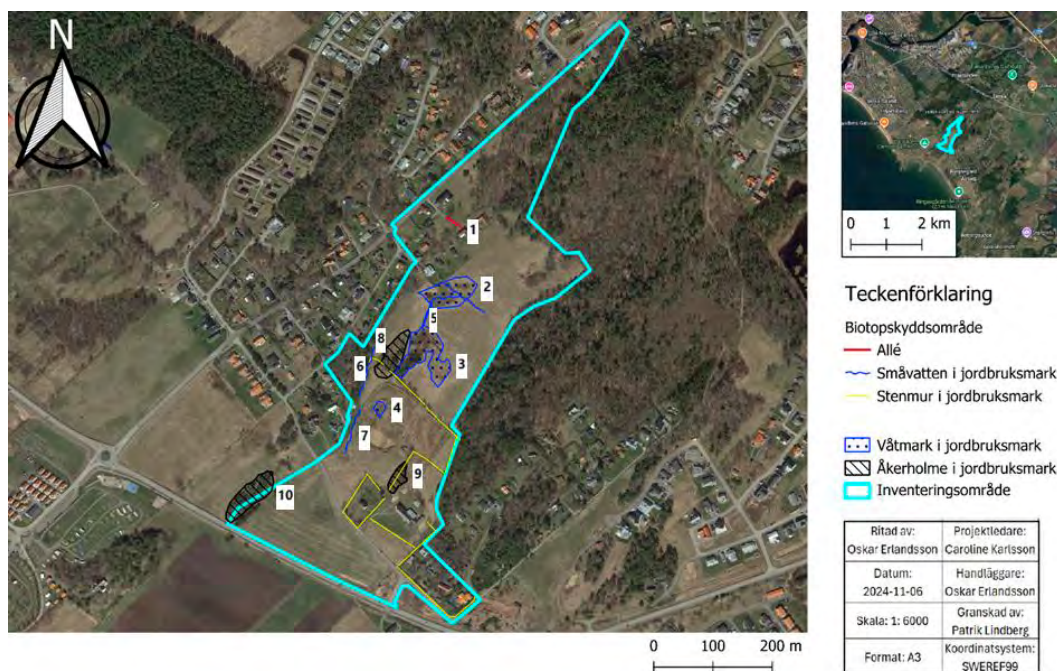 N
1
2
5
8
3
6
4
7
9
10
0 100 200 m
0 1 2 km
Teckenförklaring
Biotopskyddsområde
Allé
Småvatten i jordbruksmark
Stenmur i jordbruksmark
Våtmark i jordbruksmark
Åkerholme i jordbruksmark
Inventeringsområde
Ritad av:
Oskar Erlandsson
Projektledare:
Caroline Karlsson
Datum:
2024-11-06
Handläggare:
Oskar Erlandsson
Skala: 1: 6000
Granskad av:
Patrik Lindberg
Format: A3
Koordinatsystem:
SWEREF99